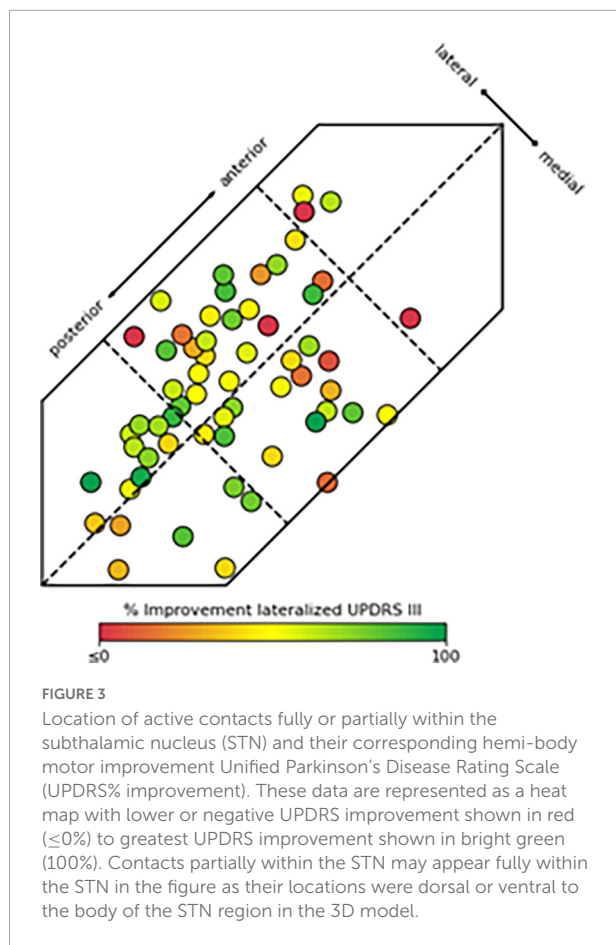 lateral
medial
anterior
posterior
% Improvement lateralized UPDRS III
≤0
100
FIGURE 3
Location of active contacts fully or partially within the
subthalamic nucleus (STN) and their corresponding hemi-body
motor improvement Unified Parkinson's Disease Rating Scale
(UPDRS% improvement). These data are represented as a heat
map with lower or negative UPDRS improvement shown in red
(≤0%) to greatest UPDRS improvement shown in bright green
(100%). Contacts partially within the STN may appear fully within
the STN in the figure as their locations were dorsal or ventral to
the body of the STN region in the 3D model.